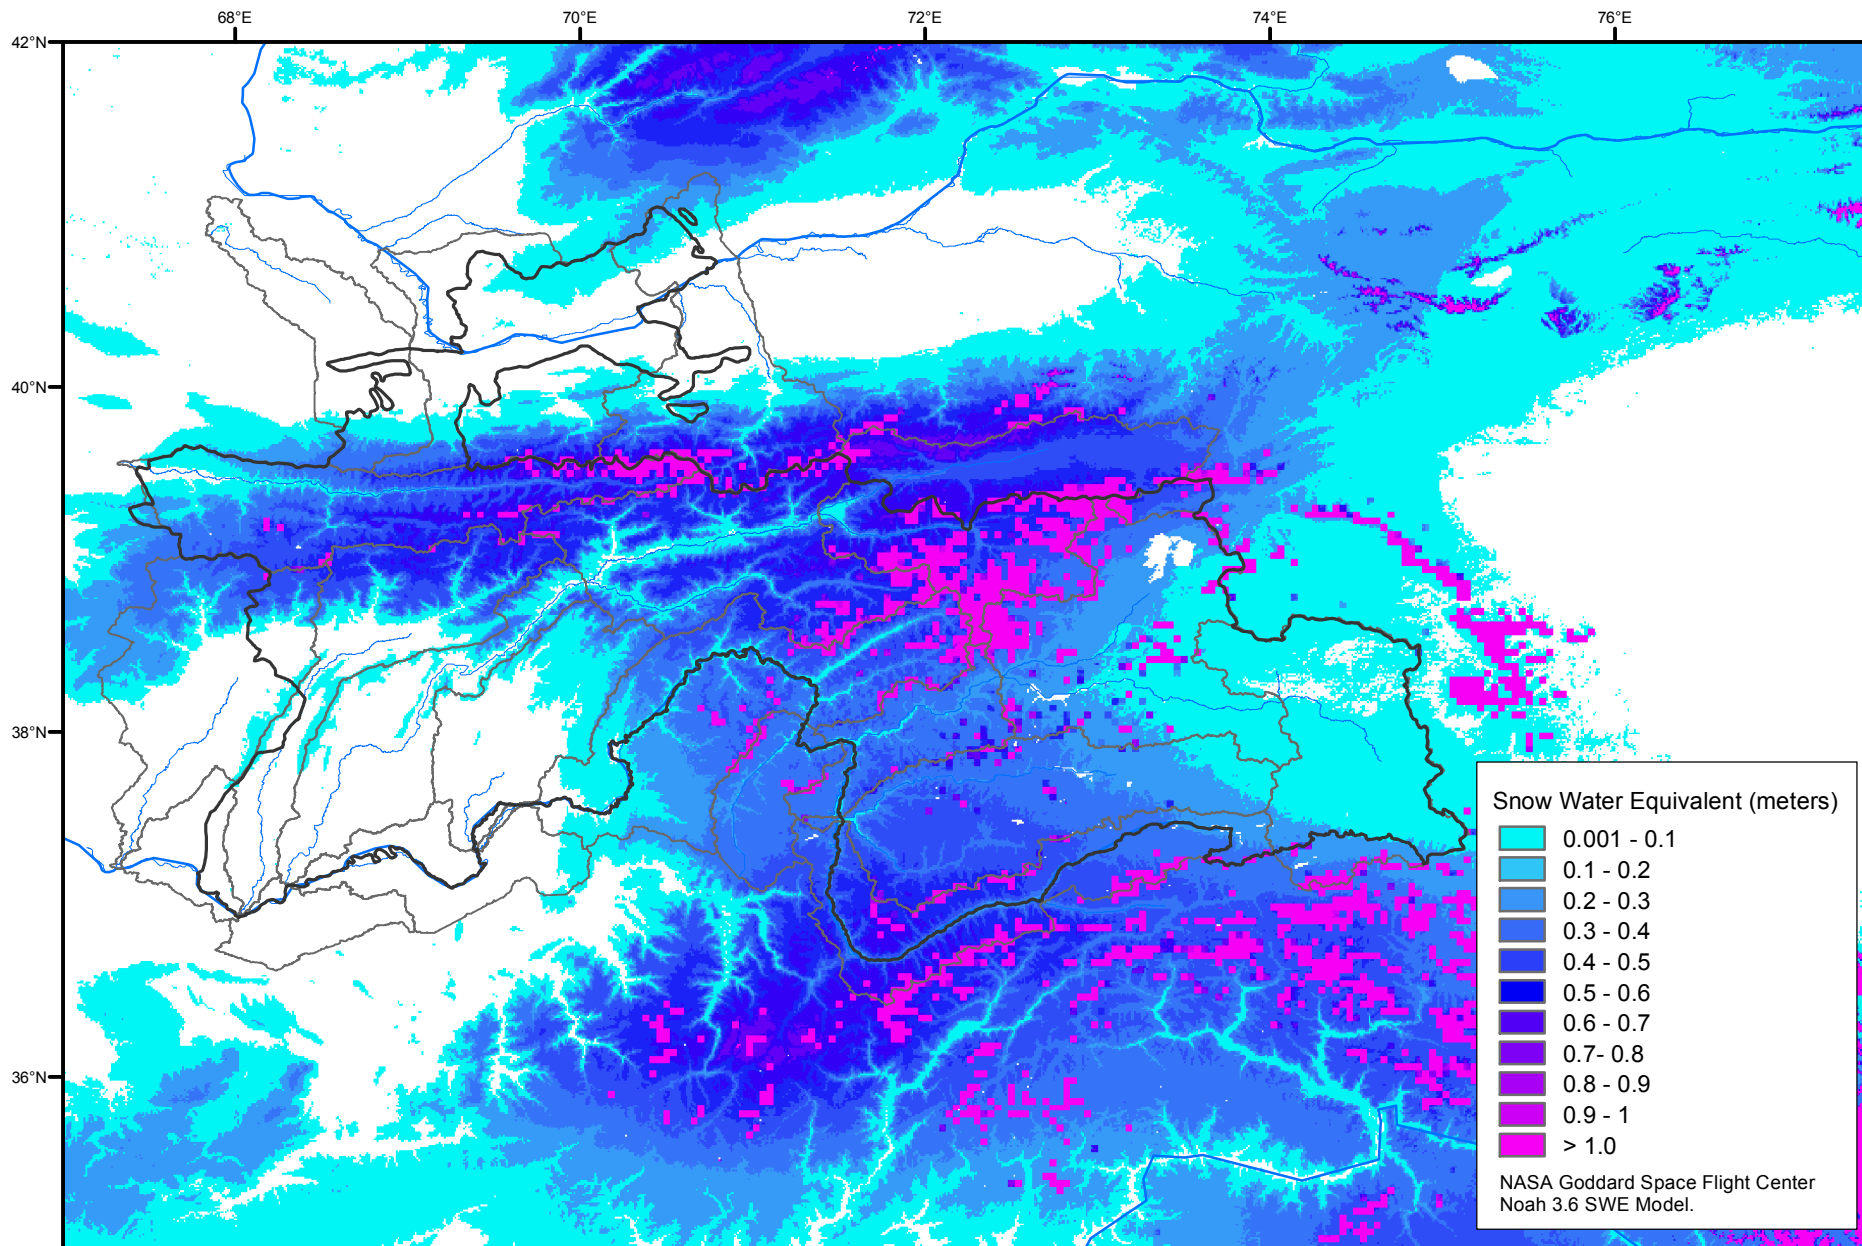 68°E
70°E
72°E
74°E
76°E
42°N
40°N
38°N
36°N
Snow Water Equivalent (meters)
0.001 - 0.1
0.1 - 0.2
0.2 - 0.3
0.3 - 0.4
0.4 - 0.5
0.5 - 0.6
0.6 - 0.7
0.7- 0.8
0.8 - 0.9
0.9 - 1
> 1.0
NASA Goddard Space Flight Center
Noah 3.6 SWE Model.